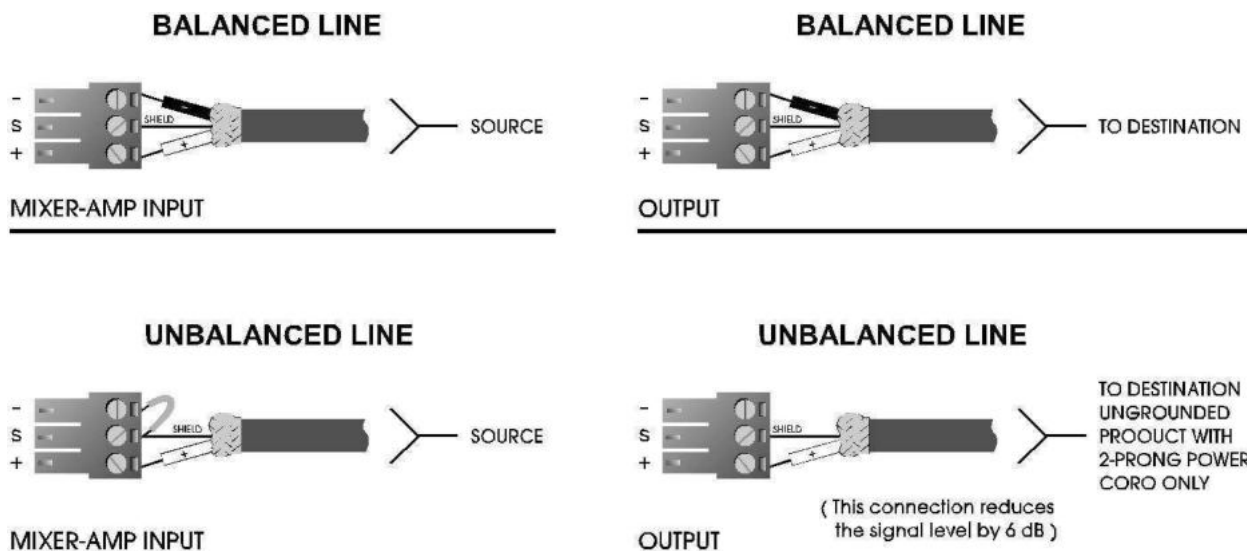 BALANCED LINE
-
S
+
SHIELD
-
+
SOURCE
MIXER-AMP INPUT
BALANCED LINE
-
S
+
SHIELD
-
+
TO DESTINATION
OUTPUT
UNBALANCED LINE
-
S
+
SHIELD
+
SOURCE
MIXER-AMP INPUT
UNBALANCED LINE
-
S
+
SHIELD
+
TO DESTINATION
UNGROUNDED
PROOUCT WITH
2-PRONG POWER
CORO ONLY
( This connection reduces
the signal level by 6 dB )
OUTPUT